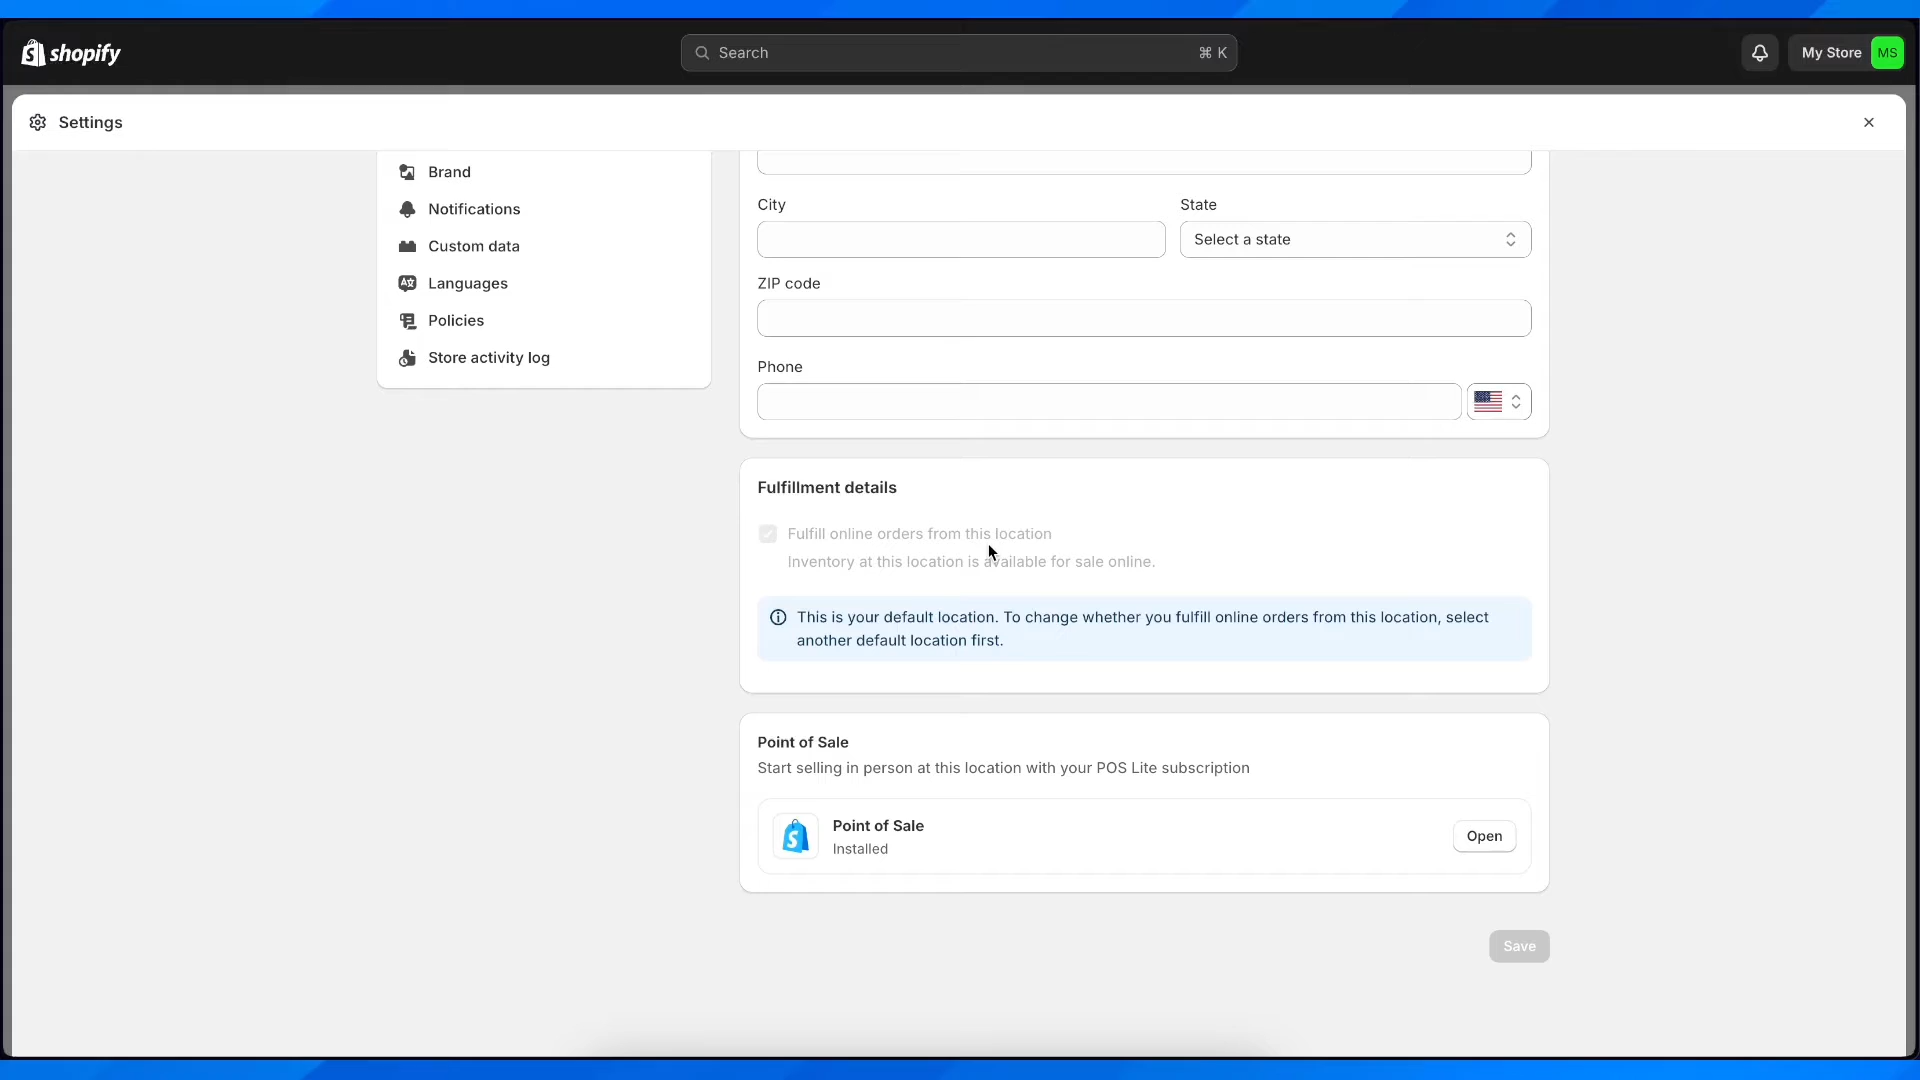 shopify
Search
⌘ K
My Store
MS
Settings
Brand
Notifications
Custom data
Languages
Policies
Store activity log
City
State
Select a state
ZIP code
Phone
Fulfillment details
Fulfill online orders from this location
Inventory at this location is available for sale online.
This is your default location. To change whether you fulfill online orders from this location, select
another default location first.
Point of Sale
Start selling in person at this location with your POS Lite subscription
Point of Sale
Installed
Open
Save